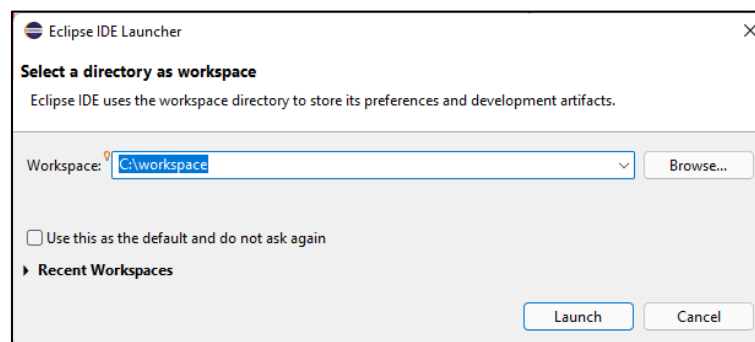 Eclipse IDE Launcher
Select a directory as workspace
Eclipse IDE uses the workspace directory to store its preferences and development artifacts.
Workspace: C:\workspace Browse...
Use this as the default and do not ask again
Recent Workspaces
Launch Cancel